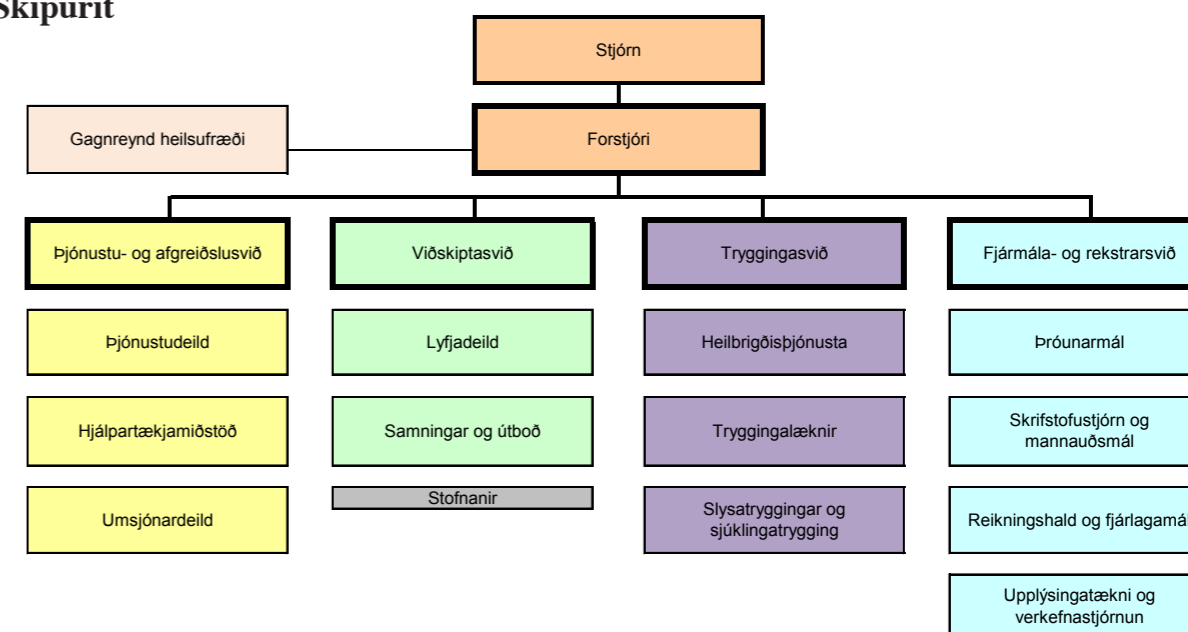 Skipurit
Stjórn
Gagnreynd heilsufræði
Forstjóri
Þjónustu- og afgreiðslusvið
Viðskiptasvið
Tryggingasvið
Fjármála- og rekstrarsvið
Þjónustudeild
Lyfjadeild
Heilbrigðisþjónusta
Þróunarmál
Hjálpartækjamiðstöð
Samningar og útboð
Tryggingalæknir
Skrifstofustjórn og
mannauðsmál
Umsjónardeild
Stofnanir
Slysatryggingar og
sjúklingatrygging
Reikningshald og fjárlagamál
Upplýsingatækni og
verkefnastjórnun